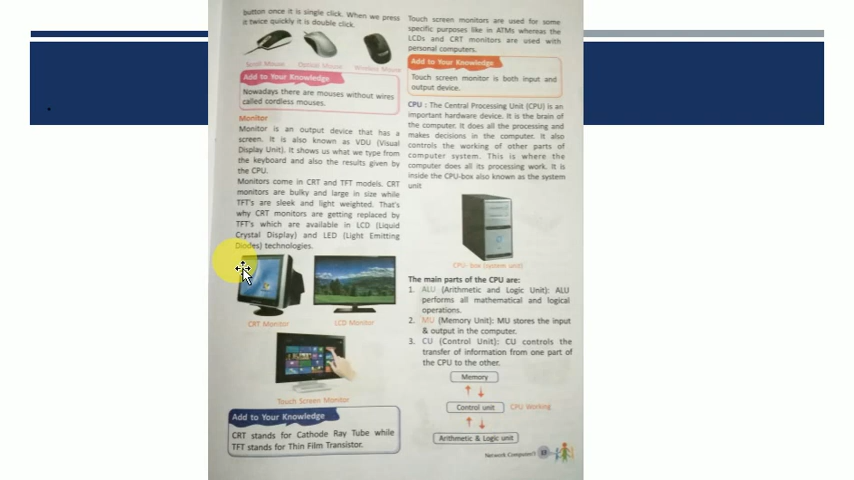 button once it is single click. When we press
it twice quickly it is double click.
Scroll Mouse Optical Mouse Wireless Mouse
Add to Your Knowledge
Nowadays there are mouses without wires
called cordless mouses.
Monitor
Monitor is an output device that has a
screen. It is also known as VDU (Visual
Display Unit). It shows us what we type from
the keyboard and also the results given by
the CPU.
Monitors come in CRT and TFT models. CRT
monitors are bulky and large in size while
TFT's are sleek and light weighted. That's
why CRT monitors are getting replaced by
TFT's which are available in LCD (Liquid
Crystal Display) and LED (Light Emitting
Diodes) technologies.
CRT Monitor LCD Monitor
Touch Screen Monitor
Add to Your Knowledge
CRT stands for Cathode Ray Tube while
TFT stands for Thin Film Transistor.
Touch screen monitors are used for some
specific purposes like in ATMs whereas the
LCDs and CRT monitors are used with
personal computers.
Add to Your Knowledge
Touch screen monitor is both input and
output device.
CPU : The Central Processing Unit (CPU) is an
important hardware device. It is the brain of
the computer. It does all the processing and
makes decisions in the computer. It also
controls the working of other parts of
computer system. This is where the
computer does all its processing work. It is
inside the CPU-box also known as the system
unit
CPU- box (system unit)
The main parts of the CPU are:
1. ALU (Arithmetic and Logic Unit): ALU
performs all mathematical and logical
operations.
2. MU (Memory Unit): MU stores the input
& output in the computer.
3. CU (Control Unit): CU controls the
transfer of information from one part of
the CPU to the other.
Memory
Control unit CPU Working
Arithmetic & Logic unit
Network Computer